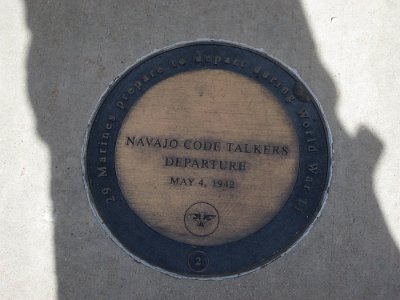 29 Marines prepare to depart during World War II
NAVAJO CODE TALKERS
DEPARTURE
MAY 4, 1942
2